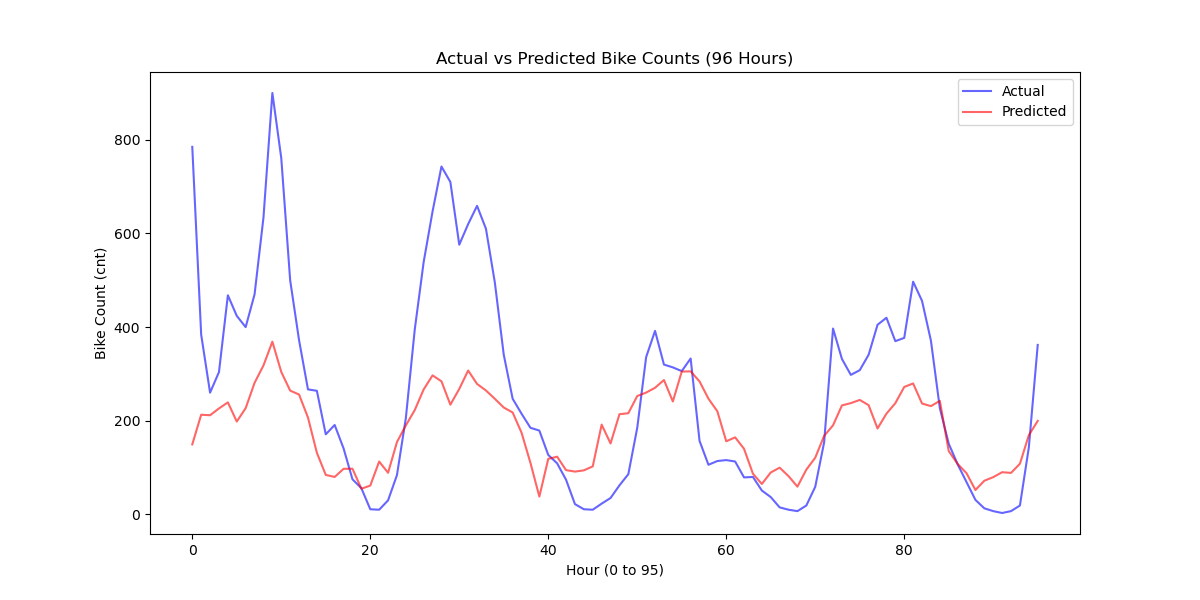 Actual vs Predicted Bike Counts (96 Hours)
Actual
Predicted
800
600
400
200
0
Bike Count (cnt)
0 20 40 60 80
Hour (0 to 95)